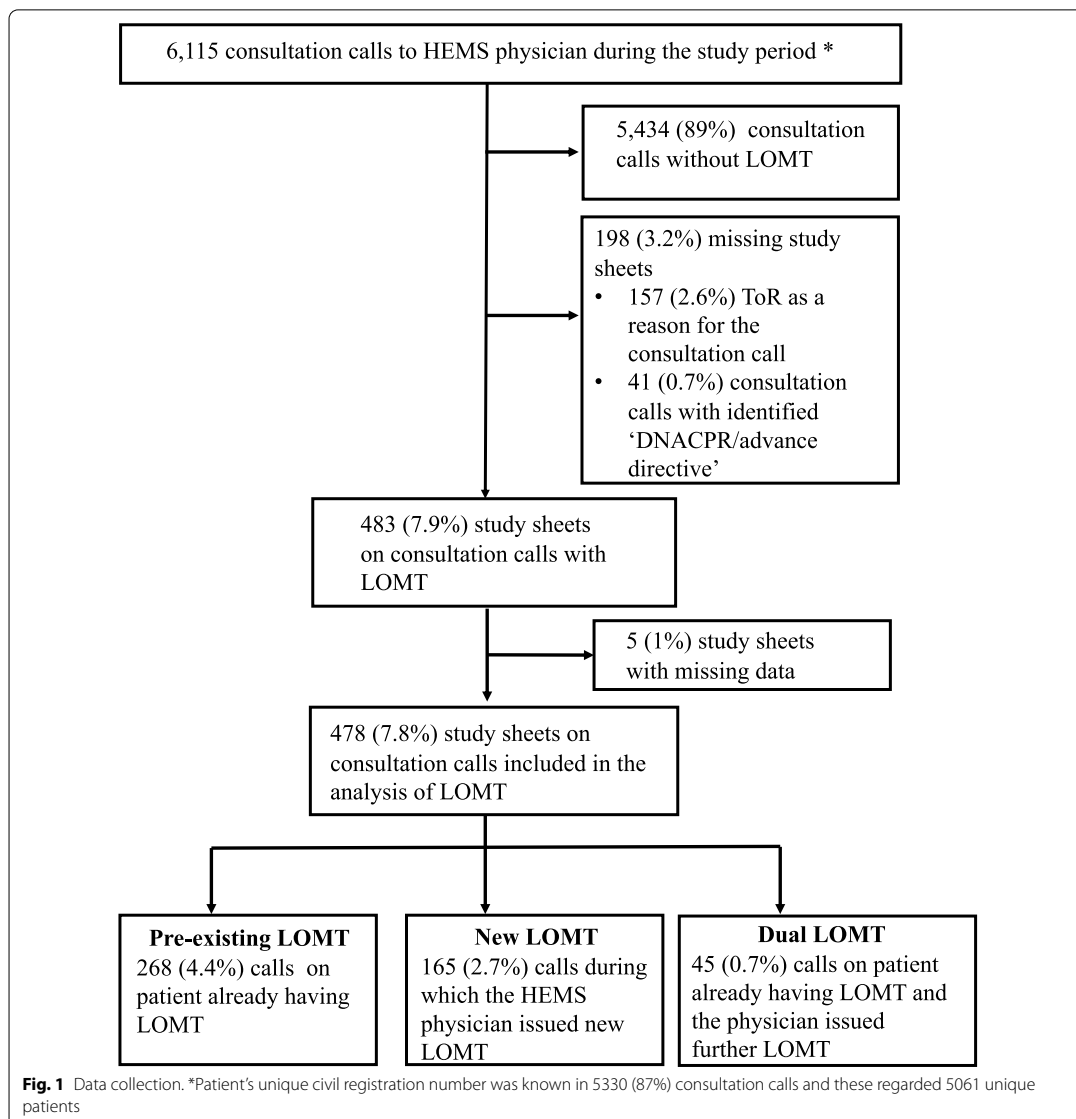 6,115 consultation calls to HEMS physician during the study period *
5,434 (89%) consultation
calls without LOMT
198 (3.2%) missing study
sheets
• 157 (2.6%) ToR as a
reason for the
consultation call
• 41 (0.7%) consultation
calls with identified
‘DNACPR/advance
directive’
483 (7.9%) study sheets
on consultation calls with
LOMT
5 (1%) study sheets
with missing data
478 (7.8%) study sheets on
consultation calls included in the
analysis of LOMT
Pre-existing LOMT
268 (4.4%) calls on
patient already having
LOMT
New LOMT
165 (2.7%) calls during
which the HEMS
physician issued new
LOMT
Dual LOMT
45 (0.7%) calls on patient
already having LOMT and
the physician issued
further LOMT
Fig. 1 Data collection. *Patient’s unique civil registration number was known in 5330 (87%) consultation calls and these regarded 5061 unique
patients